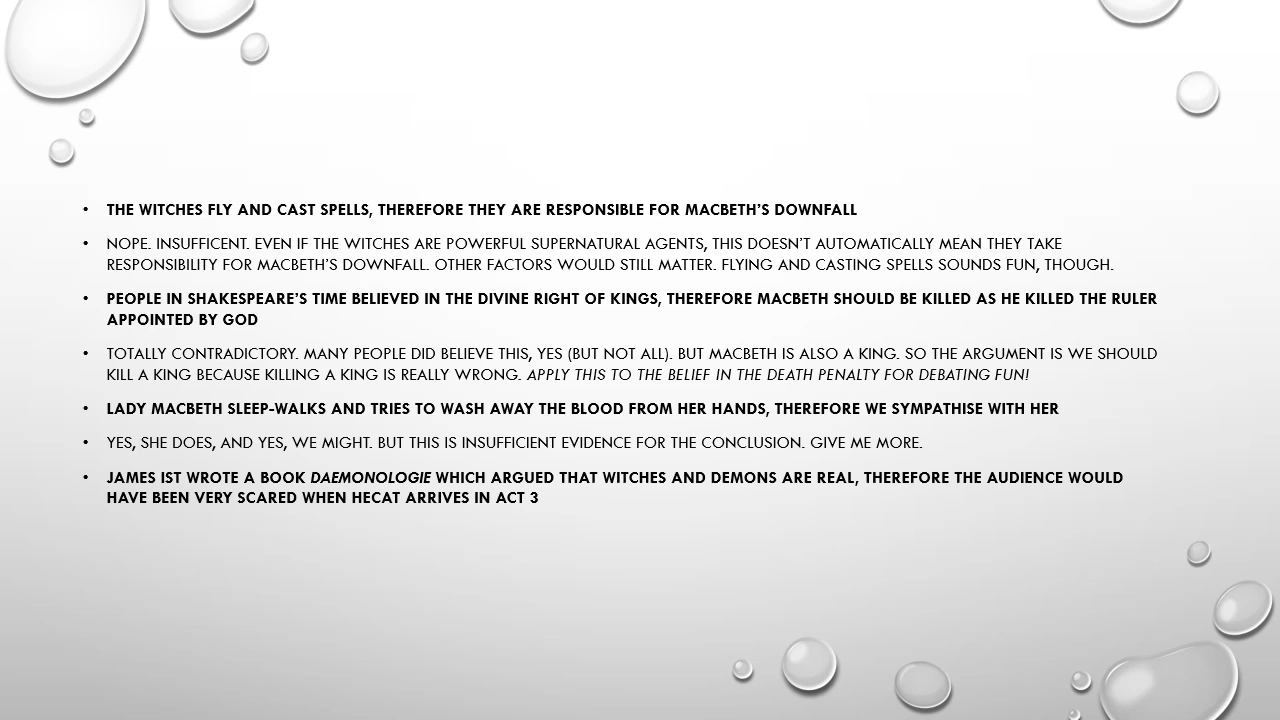 • THE WITCHES FLY AND CAST SPELLS, THEREFORE THEY ARE RESPONSIBLE FOR MACBETH’S DOWNFALL
• NOPE. INSUFFICIENT. EVEN IF THE WITCHES ARE POWERFUL SUPERNATURAL AGENTS, THIS DOESN’T AUTOMATICALLY MEAN THEY TAKE
RESPONSIBILITY FOR MACBETH’S DOWNFALL. OTHER FACTORS WOULD STILL MATTER. FLYING AND CASTING SPELLS SOUNDS FUN, THOUGH.
• PEOPLE IN SHAKESPEARE’S TIME BELIEVED IN THE DIVINE RIGHT OF KINGS, THEREFORE MACBETH SHOULD BE KILLED AS HE KILLED THE RULER
APPOINTED BY GOD
• TOTALLY CONTRADICTORY. MANY PEOPLE DID BELIEVE THIS, YES (BUT NOT ALL). BUT MACBETH IS ALSO A KING. SO THE ARGUMENT IS WE SHOULD
KILL A KING BECAUSE KILLING A KING IS REALLY WRONG. APPLY THIS TO THE BELIEF IN THE DEATH PENALTY FOR DEBATING FUN!
• LADY MACBETH SLEEP-WALKS AND TRIES TO WASH AWAY THE BLOOD FROM HER HANDS, THEREFORE WE SYMPATHISE WITH HER
• YES, SHE DOES, AND YES, WE MIGHT. BUT THIS IS INSUFFICIENT EVIDENCE FOR THE CONCLUSION. GIVE ME MORE.
• JAMES IST WROTE A BOOK DAEMONOLOGIE WHICH ARGUED THAT WITCHES AND DEMONS ARE REAL, THEREFORE THE AUDIENCE WOULD
HAVE BEEN VERY SCARED WHEN HECAT ARRIVES IN ACT 3